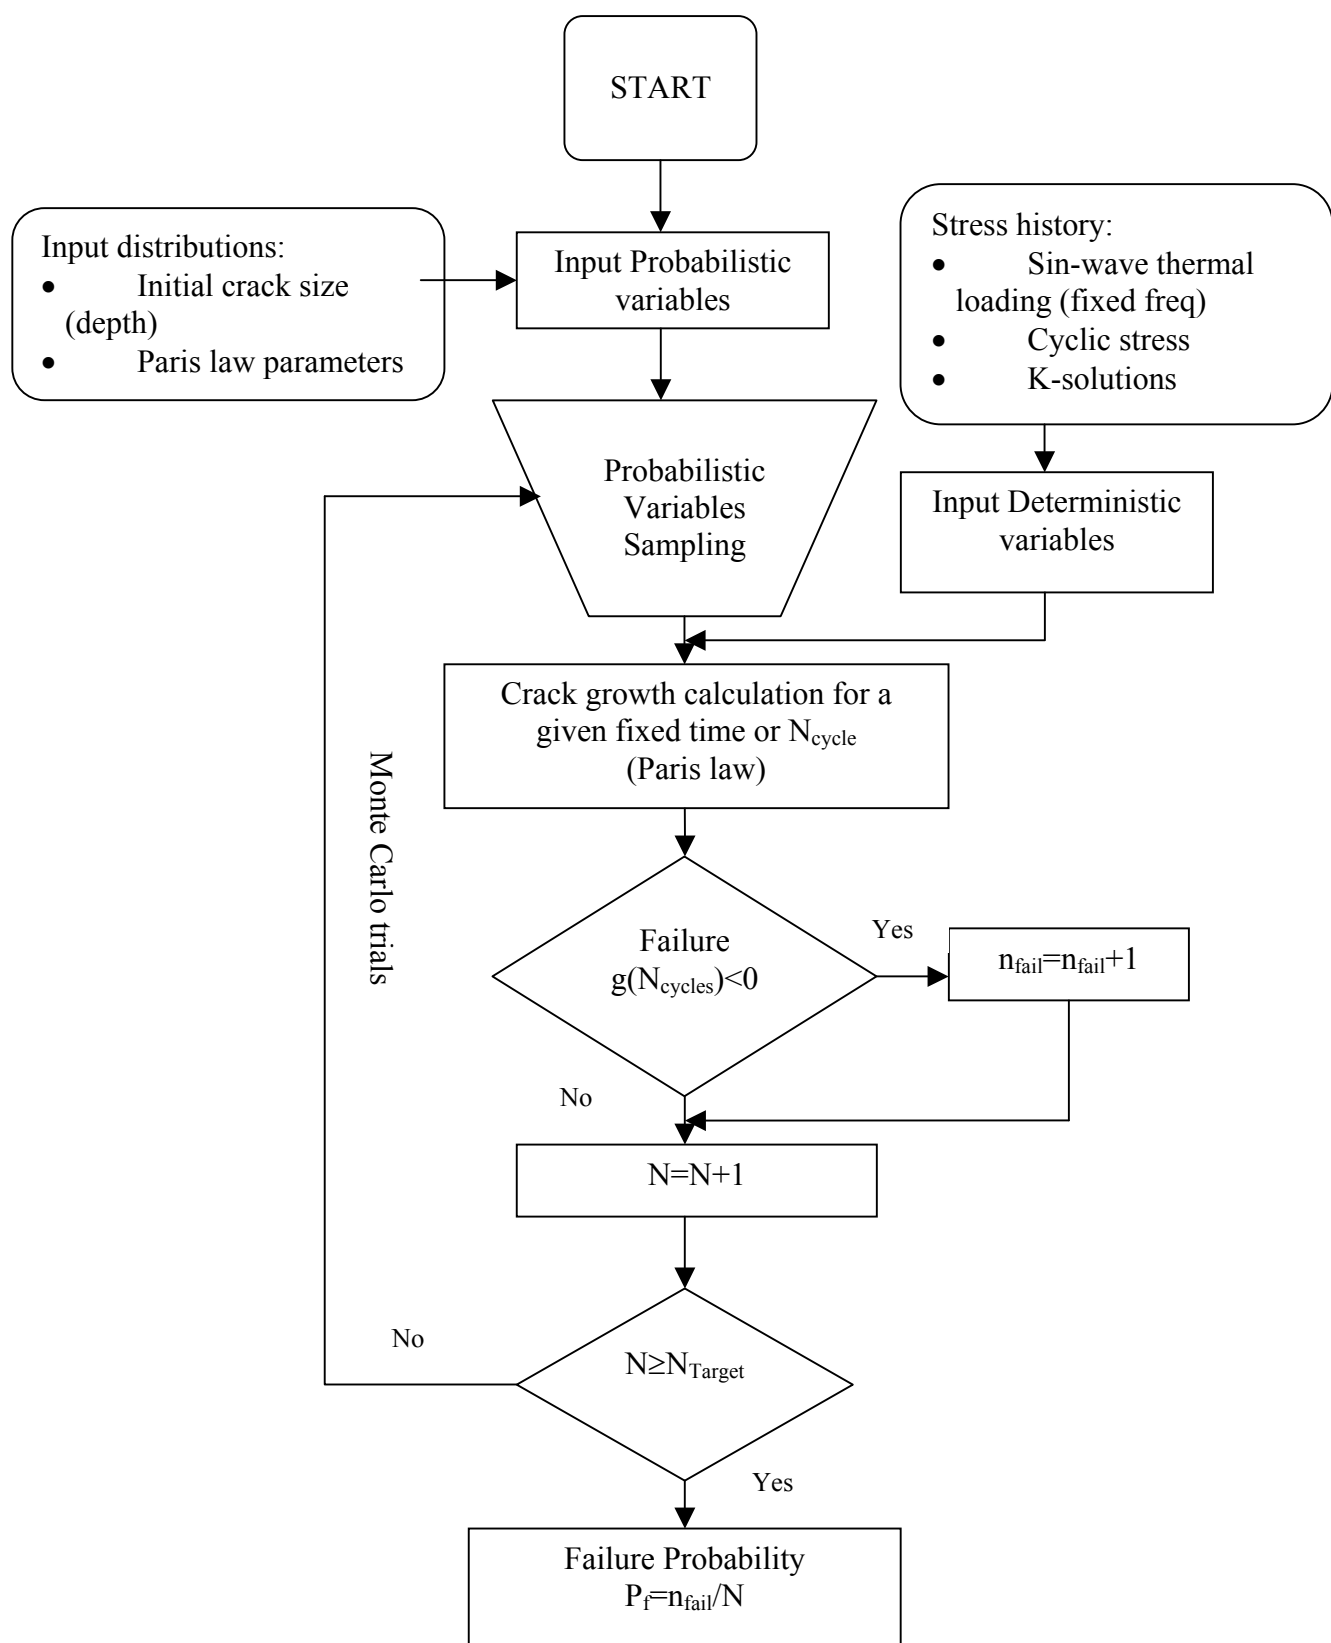 START
Input distributions:
• Initial crack size
(depth)
• Paris law parameters
Input Probabilistic
variables
Stress history:
• Sin-wave thermal
loading (fixed freq)
• Cyclic stress
• K-solutions
Probabilistic
Variables
Sampling
Input Deterministic
variables
Crack growth calculation for a
given fixed time or Ncycle
(Paris law)
Monte Carlo trials
Failure
g(Ncycles)<0
Yes
nfail=nfail+1
No
N=N+1
No
N≥NTarget
Yes
Failure Probability
Pf=nfail/N